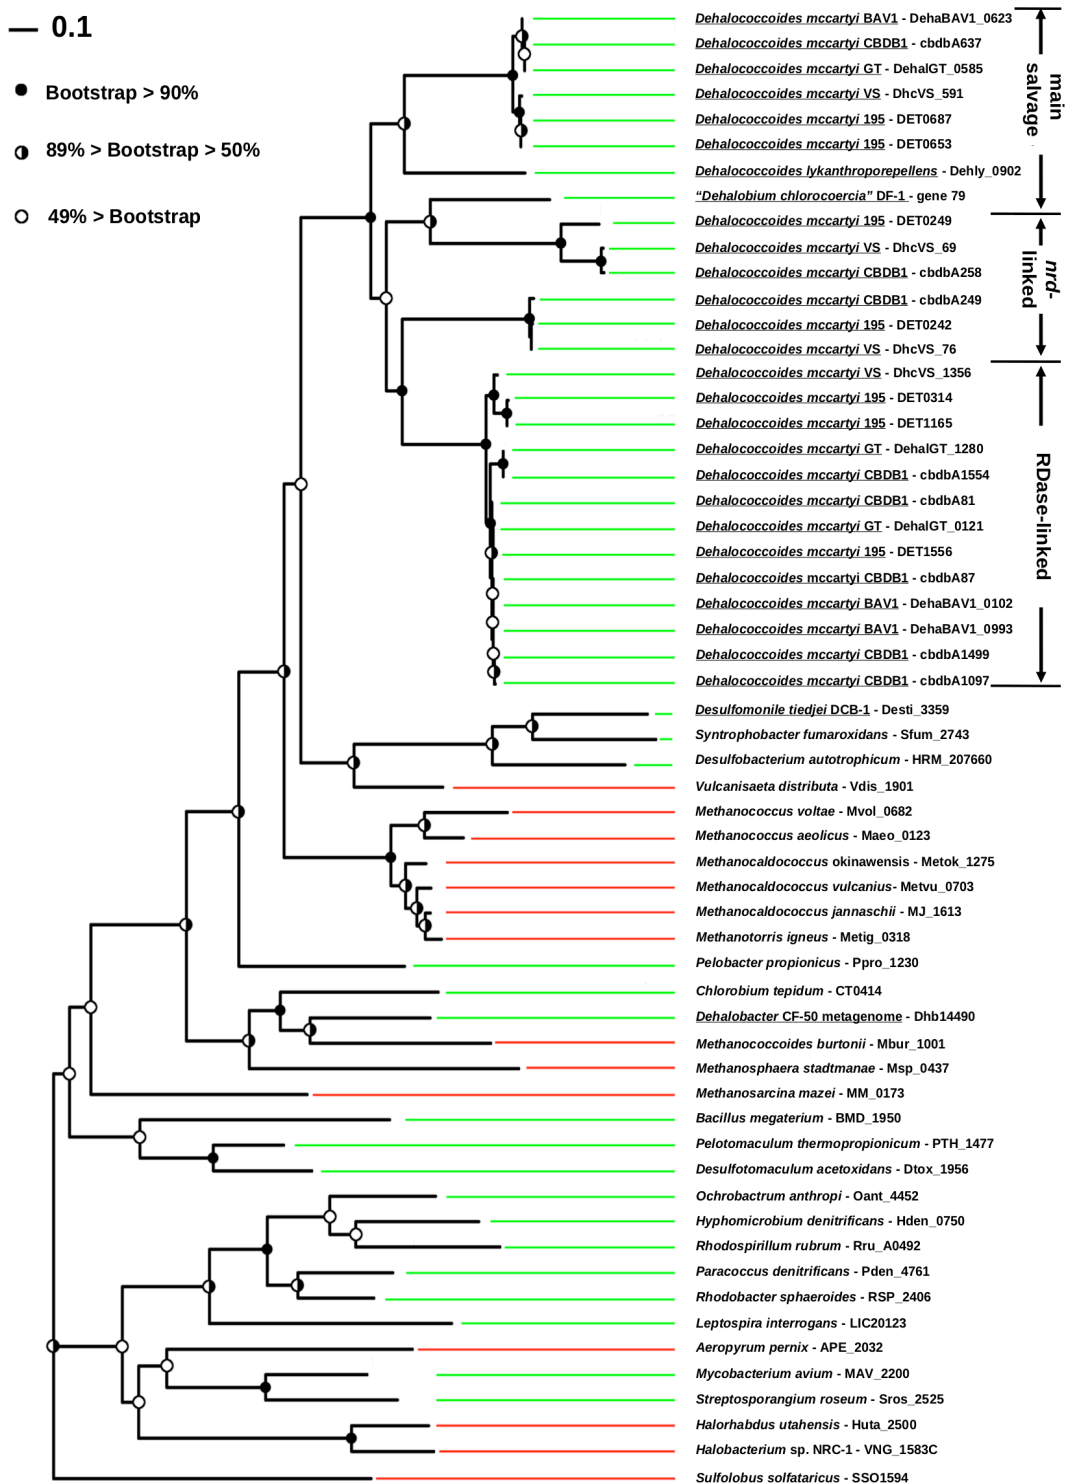 0.1
Bootstrap > 90%
89% > Bootstrap > 50%
49% > Bootstrap
Dehalococcoides mccartyi BAV1 - DehaBAV1_0623
Dehalococcoides mccartyi CBDB1 - cbdbA637
Dehalococcoides mccartyi GT - DehalGT_0585
Dehalococcoides mccartyi VS - DhcVS_591
Dehalococcoides mccartyi 195 - DET0687
Dehalococcoides mccartyi 195 - DET0653
Dehalococcoides lykanthroporepellens - Dehly_0902
“Dehalobium chlorocoercia” DF-1 - gene 79
Dehalococcoides mccartyi 195 - DET0249
Dehalococcoides mccartyi VS - DhcVS_69
Dehalococcoides mccartyi CBDB1 - cbdbA258
Dehalococcoides mccartyi CBDB1 - cbdbA249
Dehalococcoides mccartyi 195 - DET0242
Dehalococcoides mccartyi VS - DhcVS_76
Dehalococcoides mccartyi VS - DhcVS_1356
Dehalococcoides mccartyi 195 - DET0314
Dehalococcoides mccartyi 195 - DET1165
Dehalococcoides mccartyi GT - DehalGT_1280
Dehalococcoides mccartyi CBDB1 - cbdbA1554
Dehalococcoides mccartyi CBDB1 - cbdbA81
Dehalococcoides mccartyi GT - DehalGT_0121
Dehalococcoides mccartyi 195 - DET1556
Dehalococcoides mccartyi CBDB1 - cbdbA87
Dehalococcoides mccartyi BAV1 - DehaBAV1_0102
Dehalococcoides mccartyi BAV1 - DehaBAV1_0993
Dehalococcoides mccartyi CBDB1 - cbdbA1499
Dehalococcoides mccartyi CBDB1 - cbdbA1097
Desulfomonile tiedjei DCB-1 - Desti_3359
Syntrophobacter fumaroxidans - Sfum_2743
Desulfobacterium autotrophicum - HRM_207660
Vulcanisaeta distributa - Vdis_1901
Methanococcus voltae - Mvol_0682
Methanococcus aeolicus - Maeo_0123
Methanocaldococcus okinawensis - Metok_1275
Methanocaldococcus vulcanius- Metvu_0703
Methanocaldococcus jannaschii - MJ_1613
Methanotorris igneus - Metig_0318
Pelobacter propionicus - Ppro_1230
Chlorobium tepidum - CT0414
Dehalobacter CF-50 metagenome - Dhb14490
Methanococcoides burtonii - Mbur_1001
Methanosphaera stadtmanae - Msp_0437
Methanosarcina mazei - MM_0173
Bacillus megaterium - BMD_1950
Pelotomaculum thermopropionicum - PTH_1477
Desulfotomaculum acetoxidans - Dtox_1956
Ochrobactrum anthropi - Oant_4452
Hyphomicrobium denitrificans - Hden_0750
Rhodospirillum rubrum - Rru_A0492
Paracoccus denitrificans - Pden_4761
Rhodobacter sphaeroides - RSP_2406
Leptospira interrogans - LIC20123
Aeropyrum pernix - APE_2032
Mycobacterium avium - MAV_2200
Streptosporangium roseum - Sros_2525
Halorhabdus utahensis - Huta_2500
Halobacterium sp. NRC-1 - VNG_1583C
Sulfolobus solfataricus - SSO1594
main
salvage
nrd-
linked
RDase-linked